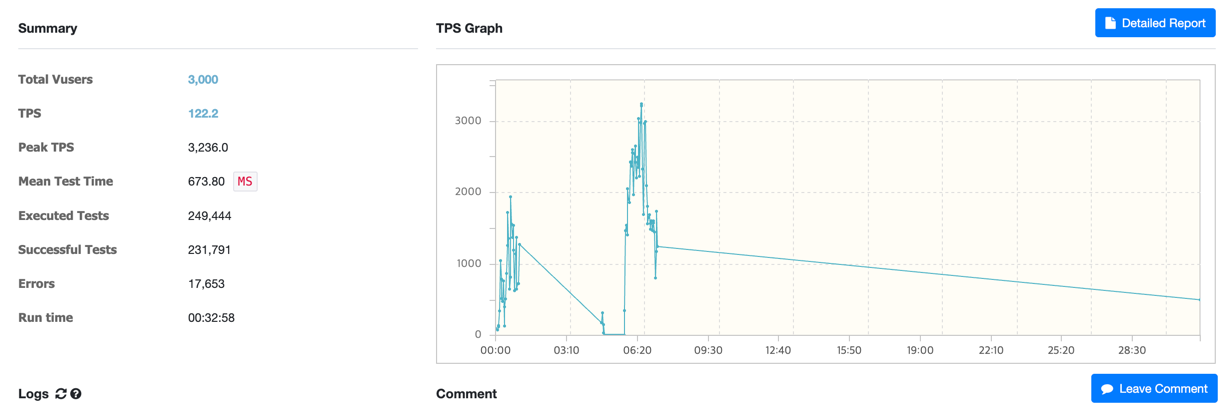 Summary
Total Vusers 3,000
TPS 122.2
Peak TPS 3,236.0
Mean Test Time 673.80 MS
Executed Tests 249,444
Successful Tests 231,791
Errors 17,653
Run time 00:32:58
Logs
TPS Graph
Detailed Report
3000
2000
1000
0
00:00 03:10 06:20 09:30 12:40 15:50 19:00 22:10 25:20 28:30
Comment
Leave Comment